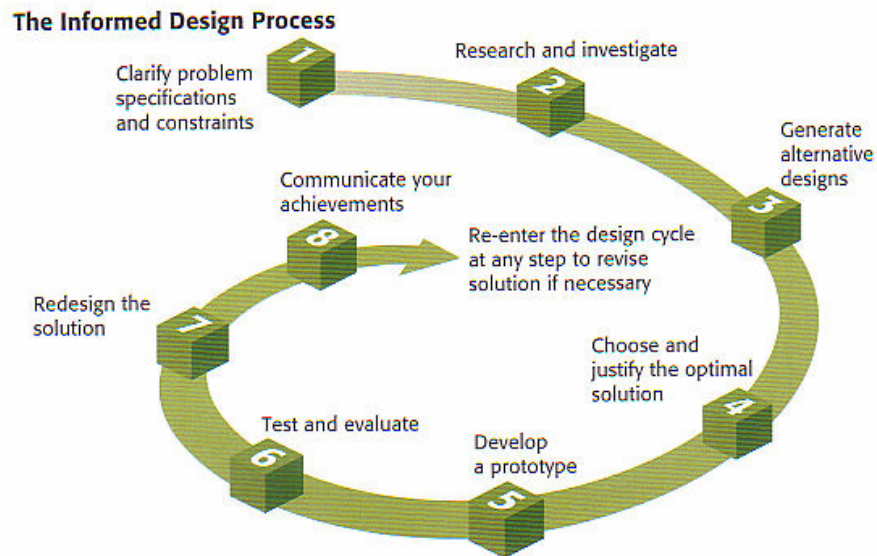 The Informed Design Process
1
Clarify problem
specifications
and constraints
2
Research and investigate
3
Generate
alternative
designs
4
Choose and
justify the optimal
solution
5
Develop
a prototype
6
Test and evaluate
7
Redesign the
solution
8
Communicate your
achievements
Re-enter the design cycle
at any step to revise
solution if necessary